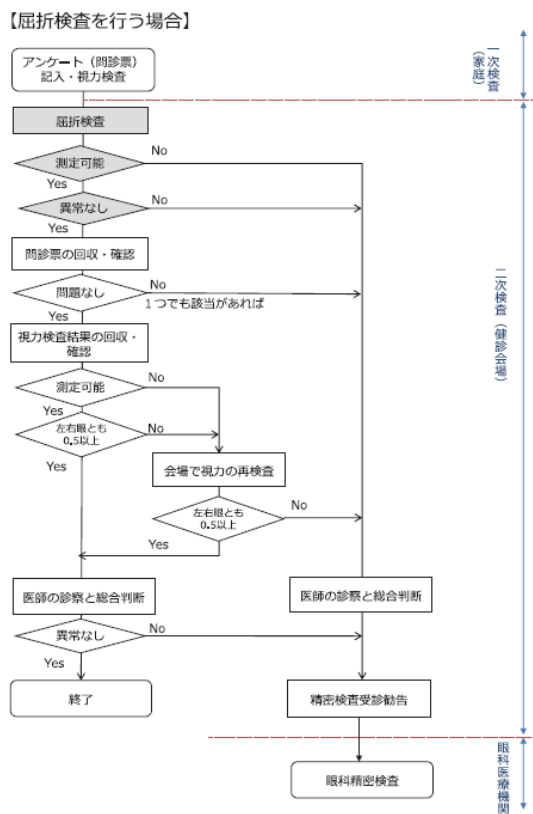 【屈折検査を行う場合】
アンケート（問診票）
記入・視力検査
一次検査
（家庭）
屈折検査
測定可能
No
Yes
異常なし
No
Yes
問診票の回収・確認
問題なし
No
１つでも該当があれば
Yes
視力検査結果の回収・
確認
測定可能
No
Yes
左右眼とも
0.5以上
No
Yes
会場で視力の再検査
左右眼とも
0.5以上
No
Yes
二次検査（健診会場）
医師の診察と総合判断
医師の診察と総合判断
異常なし
No
Yes
終了
精密検査受診勧告
眼科精密検査
眼科医療機関